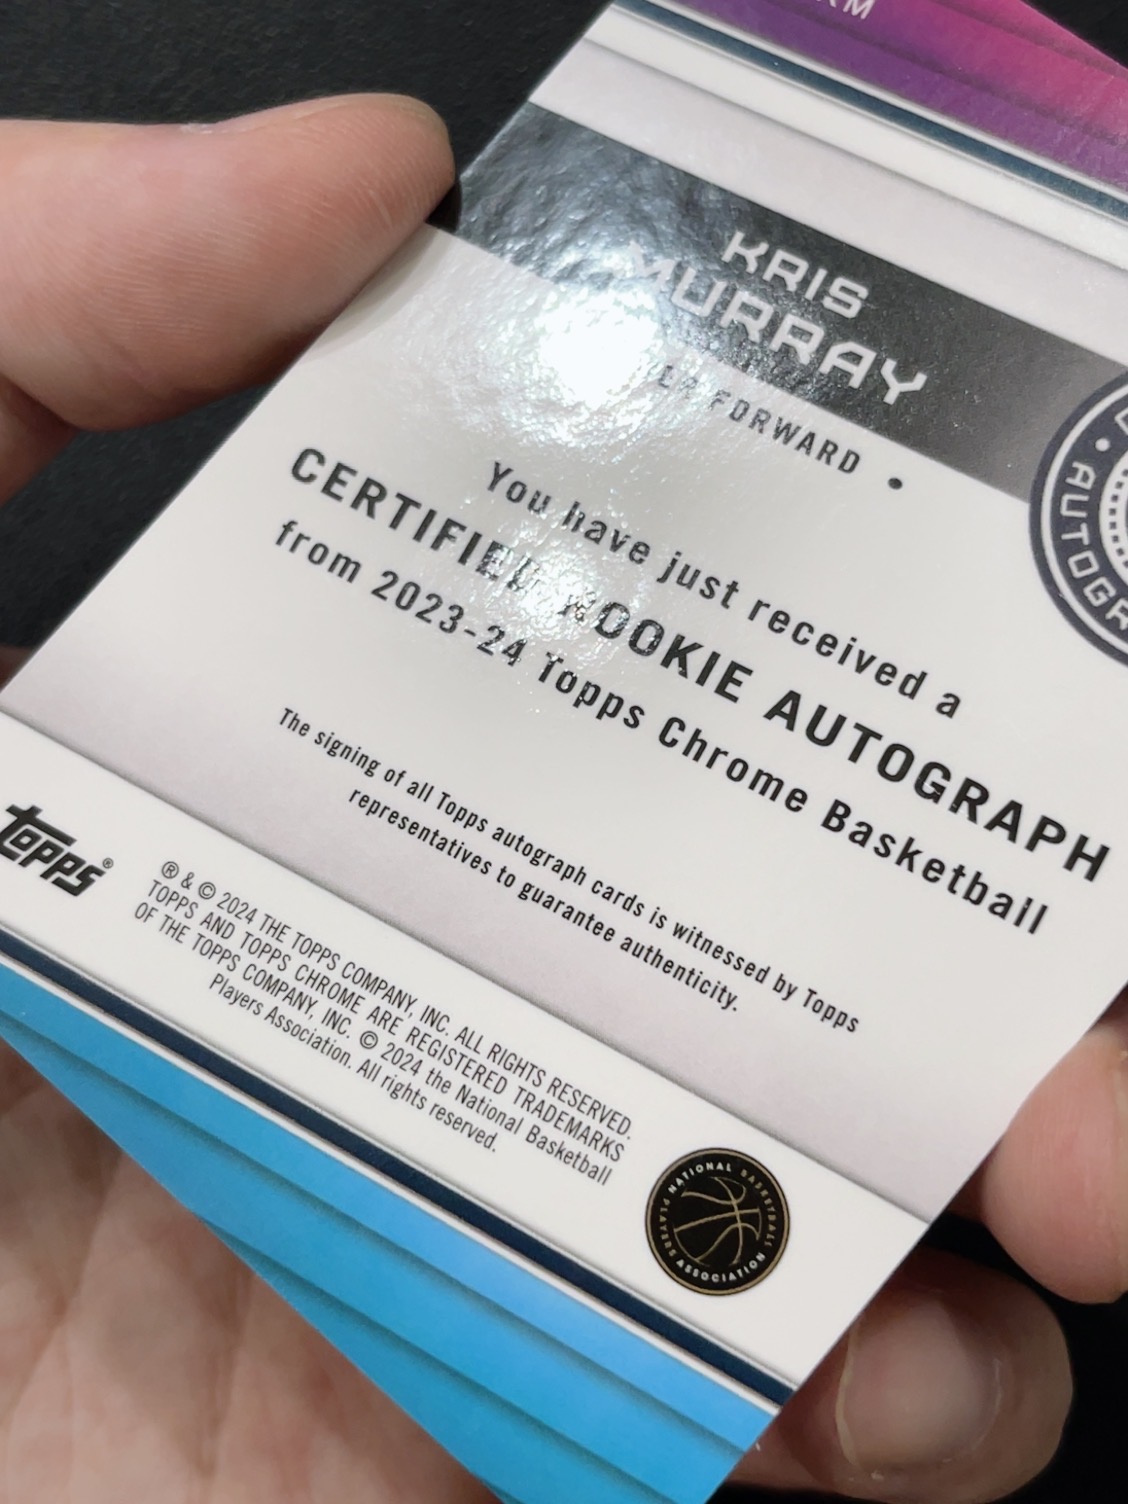 KRIS
MURRAY
FORWARD •
AUTOGR
You have just received a
CERTIFIED ROOKIE AUTOGRAPH
from 2023-24 Topps Chrome Basketball
The signing of all Topps autograph cards is witnessed by Topps
representatives to guarantee authenticity.
topps®
® & © 2024 THE TOPPS COMPANY, INC. ALL RIGHTS RESERVED.
TOPPS AND TOPPS CHROME ARE REGISTERED TRADEMARKS
OF THE TOPPS COMPANY, INC. © 2024 the National Basketball
Players Association. All rights reserved.
NATIONAL BASKETBALL PLAYERS ASSOCIATION